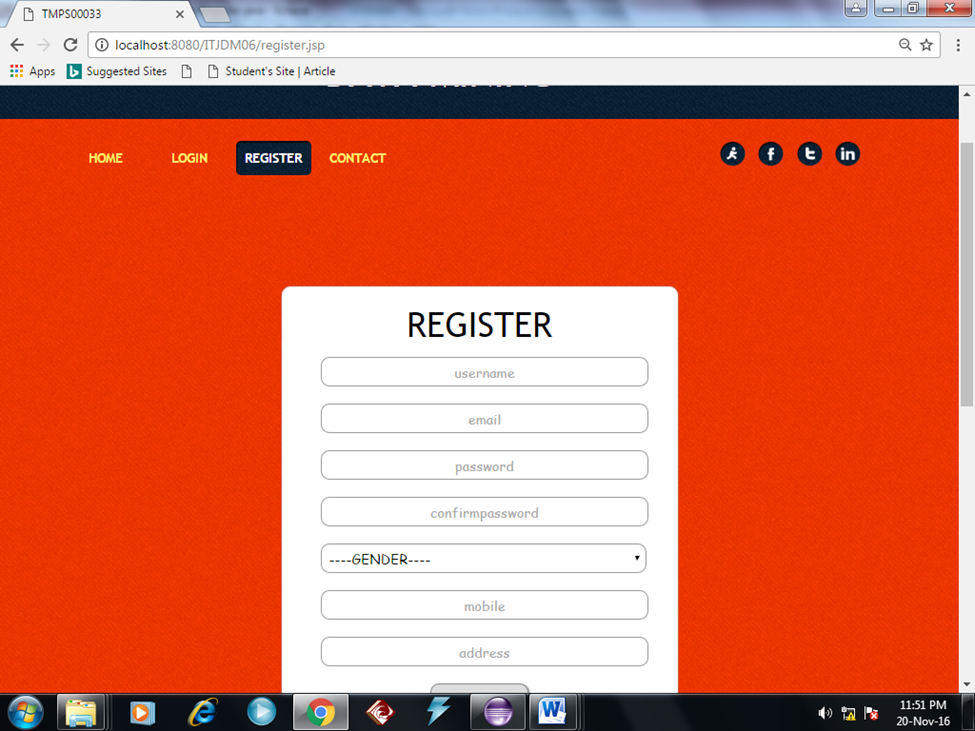 TMPS00033
localhost:8080/ITJDM06/register.jsp
Apps Suggested Sites Student's Site | Article
HOME LOGIN REGISTER CONTACT
REGISTER
username
email
password
confirmpassword
----GENDER----
mobile
address
11:51 PM
20-Nov-16